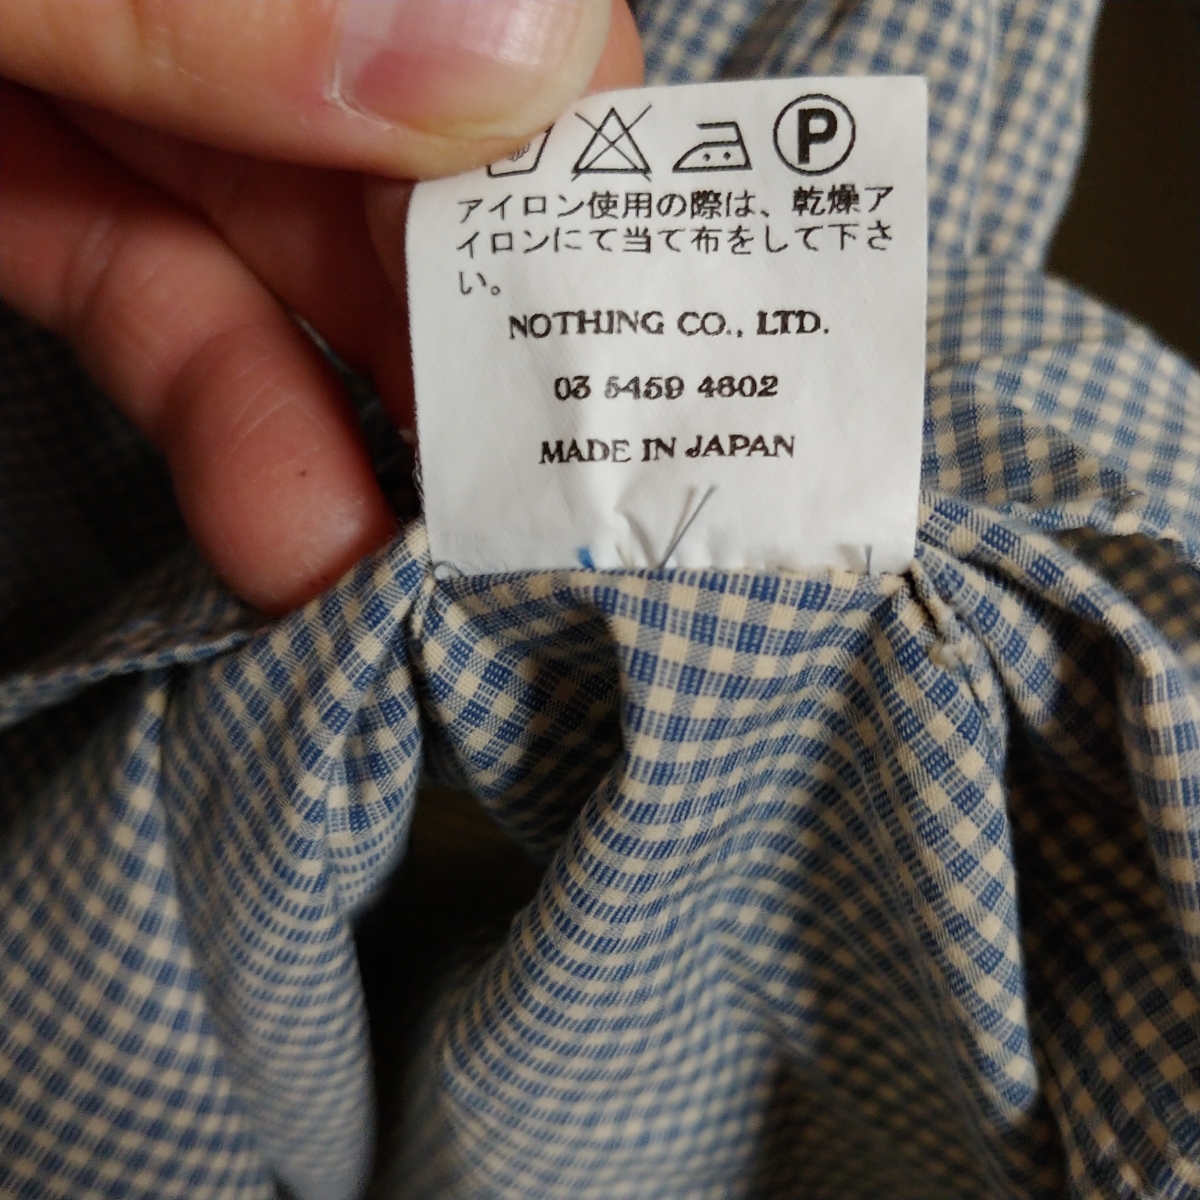 P
アイロン使用の際は、乾燥ア
イロンにて当て布をして下さ
い。
NOTHING CO., LTD.
03 5459 4602
MADE IN JAPAN